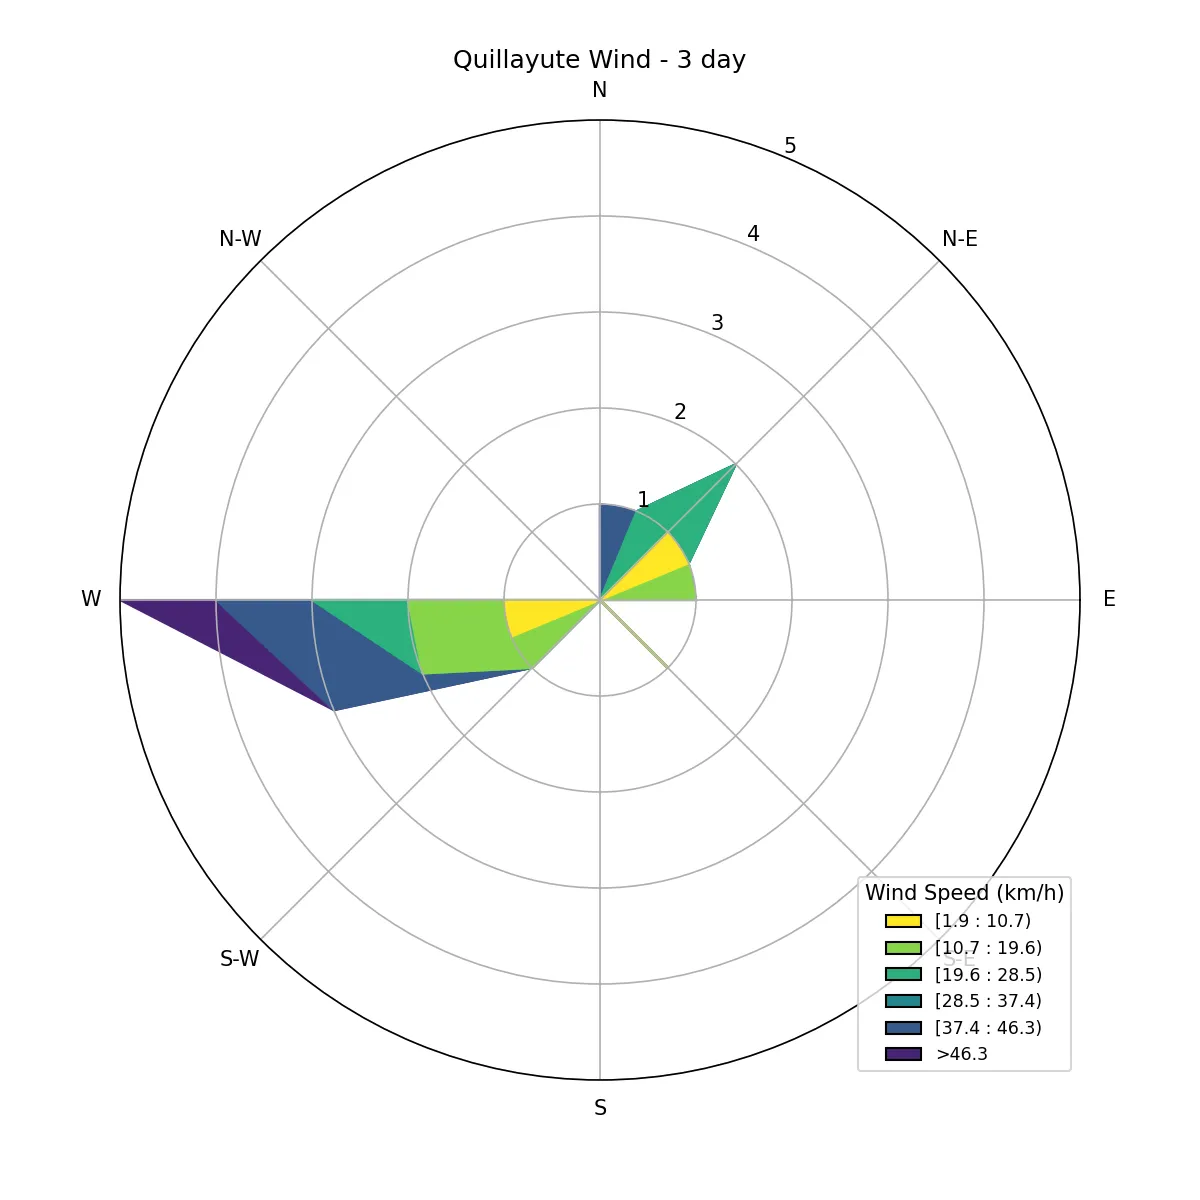 Quillayute Wind - 3 day
N
5
N-W
4
N-E
3
2
1
W
E
S-W
S-E
S
Wind Speed (km/h)
[1.9 : 10.7)
[10.7 : 19.6)
[19.6 : 28.5)
[28.5 : 37.4)
[37.4 : 46.3)
>46.3